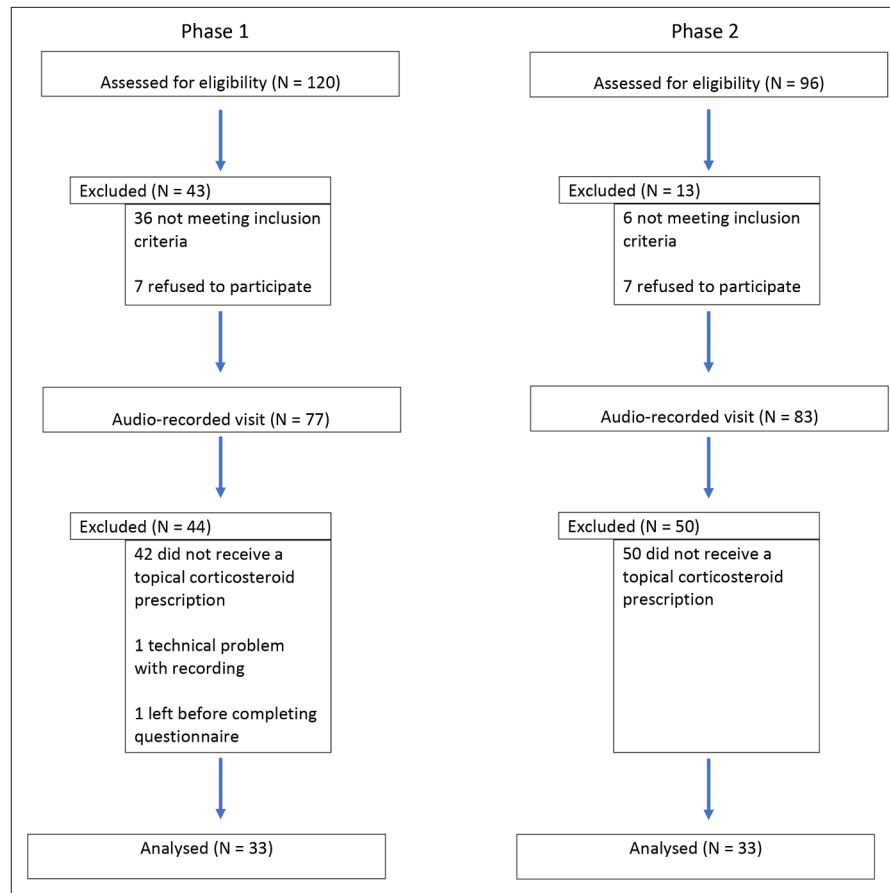 Phase 1
Assessed for eligibility (N = 120)
Excluded (N = 43)
36 not meeting inclusion
criteria
7 refused to participate
Audio-recorded visit (N = 77)
Excluded (N = 44)
42 did not receive a
topical corticosteroid
prescription
1 technical problem
with recording
1 left before completing
questionnaire
Analysed (N = 33)
Phase 2
Assessed for eligibility (N = 96)
Excluded (N = 13)
6 not meeting inclusion
criteria
7 refused to participate
Audio-recorded visit (N = 83)
Excluded (N = 50)
50 did not receive a
topical corticosteroid
prescription
Analysed (N = 33)